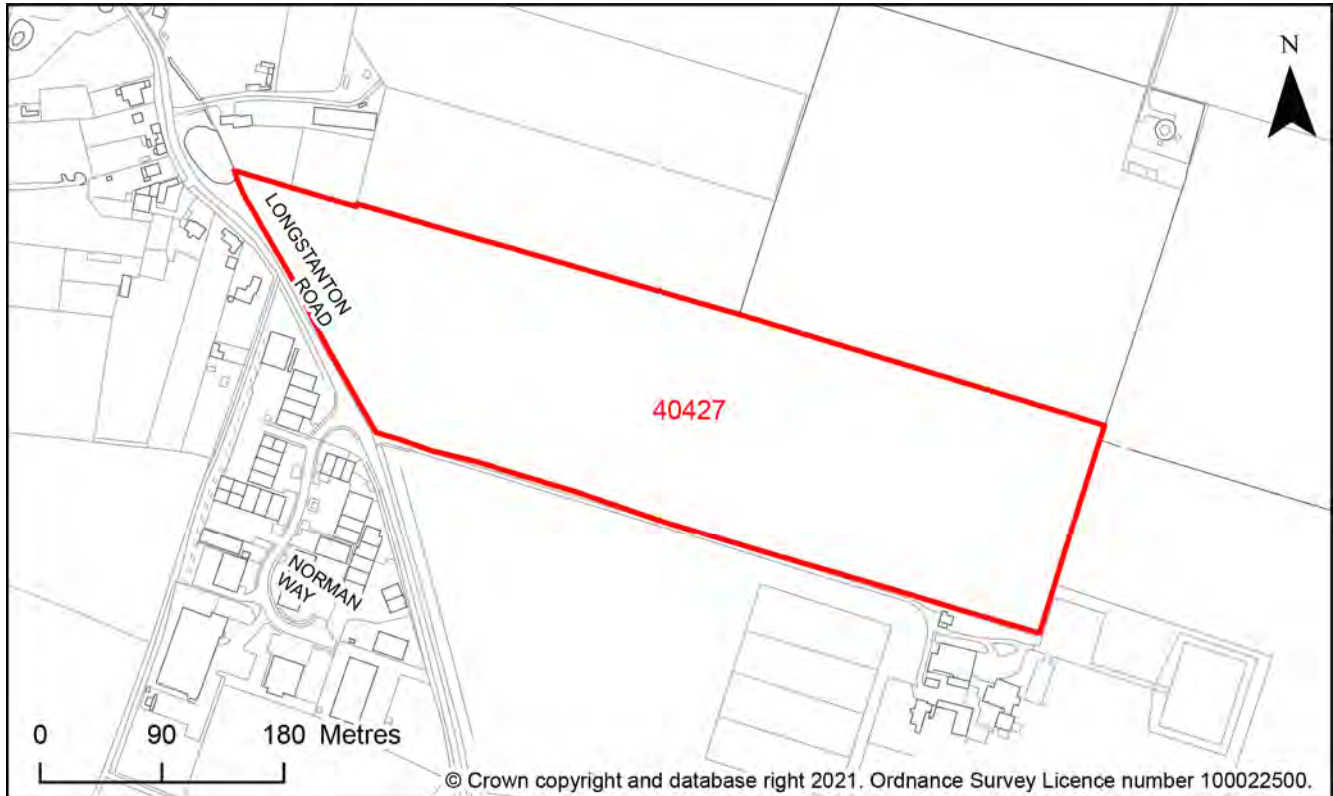 N
LONGSTANTON
ROAD
40427
NORMAN
WAY
0 90 180 Metres
© Crown copyright and database right 2021. Ordnance Survey Licence number 100022500.